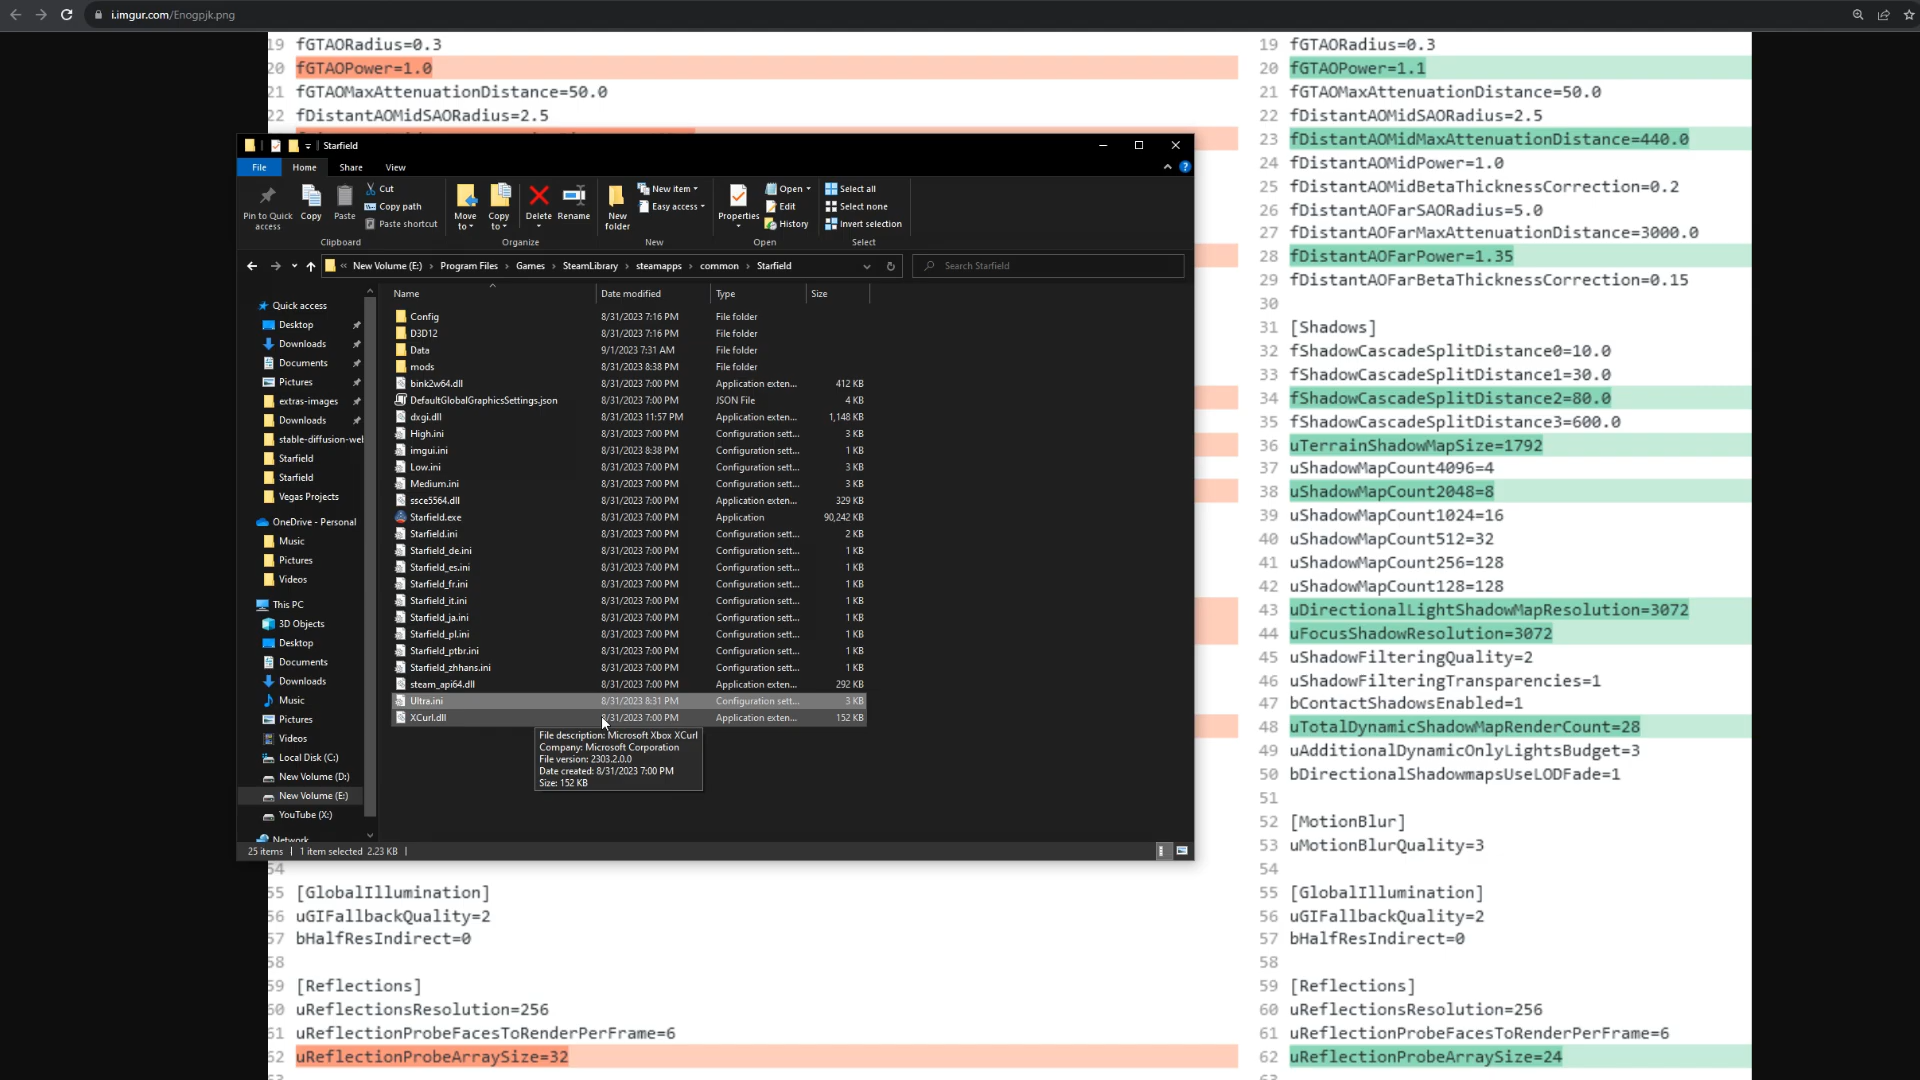 i.imgur.com/Enogpjk.png
19 fGTAORadius=0.3
20 fGTAOPower=1.0
21 fGTAOMaxAttenuationDistance=50.0
22 fDistantAOMidSAORadius=2.5
Starfield
File Home Share View
Pin to Quick access
Copy
Paste
Cut
Copy path
Paste shortcut
Clipboard
Move to
Copy to
Delete
Rename
Organize
New folder
New item
Easy access
New
Properties
Open
Edit
History
Open
Select all
Select none
Invert selection
Select
« New Volume (E:) › Program Files › Games › SteamLibrary › steamapps › common › Starfield
Search Starfield
Quick access
Desktop
Downloads
Documents
Pictures
extras-images
Downloads
stable-diffusion-wel
Starfield
Starfield
Vegas Projects
OneDrive - Personal
Music
Pictures
Videos
This PC
3D Objects
Desktop
Documents
Downloads
Music
Pictures
Videos
Local Disk (C:)
New Volume (D:)
New Volume (E:)
YouTube (X:)
Network
Name Date modified Type Size
Config 8/31/2023 7:16 PM File folder
D3D12 8/31/2023 7:16 PM File folder
Data 9/1/2023 7:31 AM File folder
mods 8/31/2023 8:38 PM File folder
bink2w64.dll 8/31/2023 7:00 PM Application exten... 412 KB
DefaultGlobalGraphicsSettings.json 8/31/2023 7:00 PM JSON File 4 KB
dxgi.dll 8/31/2023 11:57 PM Application exten... 1,148 KB
High.ini 8/31/2023 7:00 PM Configuration sett... 3 KB
imgui.ini 8/31/2023 8:38 PM Configuration sett... 1 KB
Low.ini 8/31/2023 7:00 PM Configuration sett... 3 KB
Medium.ini 8/31/2023 7:00 PM Configuration sett... 3 KB
ssce5564.dll 8/31/2023 7:00 PM Application exten... 329 KB
Starfield.exe 8/31/2023 7:00 PM Application 90,242 KB
Starfield.ini 8/31/2023 7:00 PM Configuration sett... 2 KB
Starfield_de.ini 8/31/2023 7:00 PM Configuration sett... 1 KB
Starfield_es.ini 8/31/2023 7:00 PM Configuration sett... 1 KB
Starfield_fr.ini 8/31/2023 7:00 PM Configuration sett... 1 KB
Starfield_it.ini 8/31/2023 7:00 PM Configuration sett... 1 KB
Starfield_ja.ini 8/31/2023 7:00 PM Configuration sett... 1 KB
Starfield_pl.ini 8/31/2023 7:00 PM Configuration sett... 1 KB
Starfield_ptbr.ini 8/31/2023 7:00 PM Configuration sett... 1 KB
Starfield_zhhans.ini 8/31/2023 7:00 PM Configuration sett... 1 KB
steam_api64.dll 8/31/2023 7:00 PM Application exten... 292 KB
Ultra.ini 8/31/2023 8:31 PM Configuration sett... 3 KB
XCurl.dll 8/31/2023 7:00 PM Application exten... 152 KB
File description: Microsoft Xbox XCurl
Company: Microsoft Corporation
File version: 2303.2.0.0
Date created: 8/31/2023 7:00 PM
Size: 152 KB
25 items | 1 item selected 2.23 KB |
54
55 [GlobalIllumination]
56 uGIFallbackQuality=2
57 bHalfResIndirect=0
58
59 [Reflections]
60 uReflectionsResolution=256
61 uReflectionProbeFacesToRenderPerFrame=6
62 uReflectionProbeArraySize=32
19 fGTAORadius=0.3
20 fGTAOPower=1.1
21 fGTAOMaxAttenuationDistance=50.0
22 fDistantAOMidSAORadius=2.5
23 fDistantAOMidMaxAttenuationDistance=440.0
24 fDistantAOMidPower=1.0
25 fDistantAOMidBetaThicknessCorrection=0.2
26 fDistantAOFarSAORadius=5.0
27 fDistantAOFarMaxAttenuationDistance=3000.0
28 fDistantAOFarPower=1.35
29 fDistantAOFarBetaThicknessCorrection=0.15
30
31 [Shadows]
32 fShadowCascadeSplitDistance0=10.0
33 fShadowCascadeSplitDistance1=30.0
34 fShadowCascadeSplitDistance2=80.0
35 fShadowCascadeSplitDistance3=600.0
36 uTerrainShadowMapSize=1792
37 uShadowMapCount4096=4
38 uShadowMapCount2048=8
39 uShadowMapCount1024=16
40 uShadowMapCount512=32
41 uShadowMapCount256=128
42 uShadowMapCount128=128
43 uDirectionalLightShadowMapResolution=3072
44 uFocusShadowResolution=3072
45 uShadowFilteringQuality=2
46 uShadowFilteringTransparencies=1
47 bContactShadowsEnabled=1
48 uTotalDynamicShadowMapRenderCount=28
49 uAdditionalDynamicOnlyLightsBudget=3
50 bDirectionalShadowmapsUseLODFade=1
51
52 [MotionBlur]
53 uMotionBlurQuality=3
54
55 [GlobalIllumination]
56 uGIFallbackQuality=2
57 bHalfResIndirect=0
58
59 [Reflections]
60 uReflectionsResolution=256
61 uReflectionProbeFacesToRenderPerFrame=6
62 uReflectionProbeArraySize=24